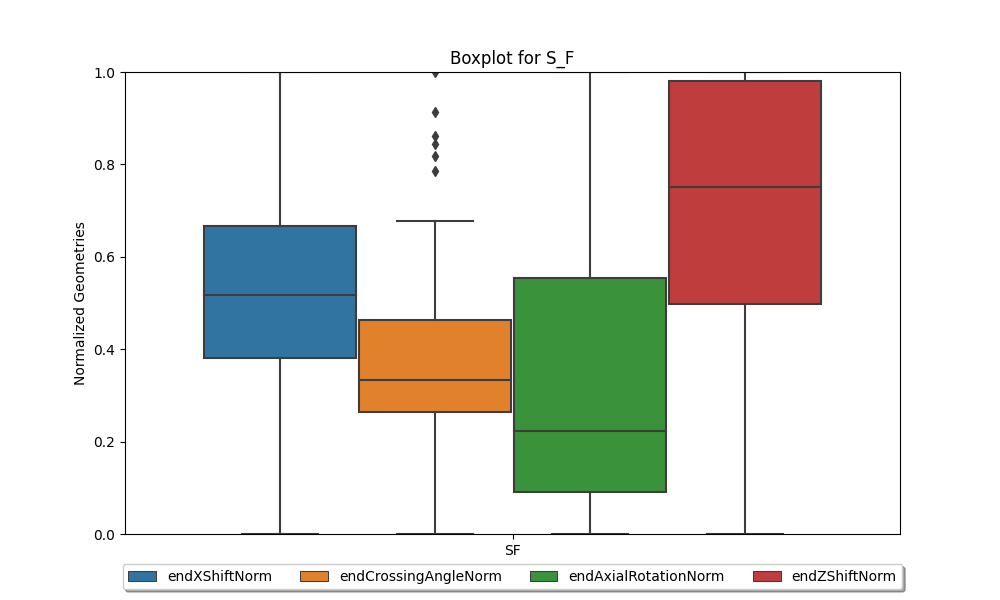 Boxplot for S_F
1.0
0.8
0.6
0.4
0.2
0.0
Normalized Geometries
SF
endXShiftNorm endCrossingAngleNorm endAxialRotationNorm endZShiftNorm